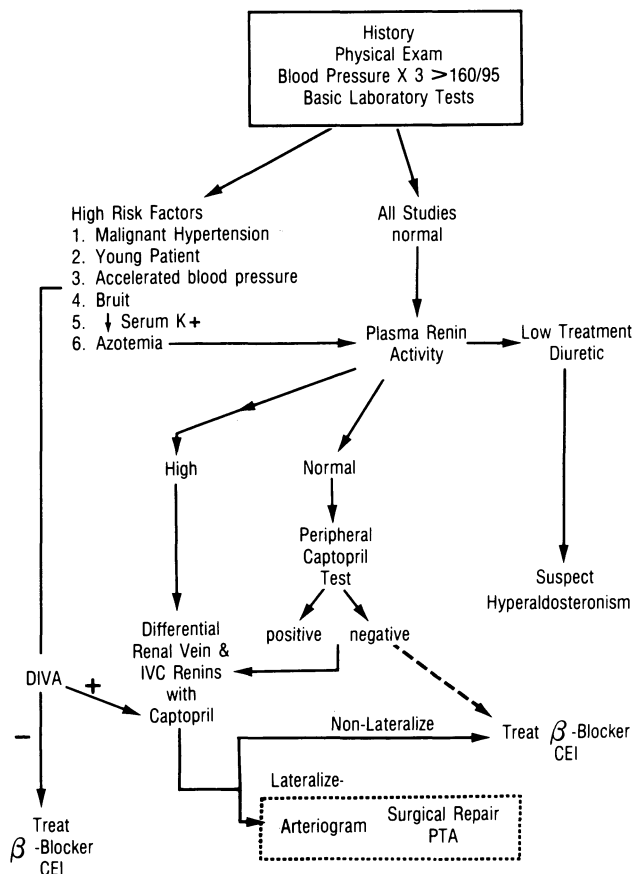 History
Physical Exam
Blood Pressure X 3 >160/95
Basic Laboratory Tests
High Risk Factors
1. Malignant Hypertension
2. Young Patient
3. Accelerated blood pressure
4. Bruit
5. ↓ Serum K+
6. Azotemia
All Studies
normal
Plasma Renin
Activity
Low Treatment
Diuretic
High
Normal
Peripheral
Captopril
Test
Suspect
Hyperaldosteronism
positive
negative
Differential
Renal Vein &
IVC Renins
with
Captopril
DIVA
+
−
Non-Lateralize
Treat β-Blocker
CEI
Lateralize-
Arteriogram
Surgical Repair
PTA
Treat
β-Blocker
CEI